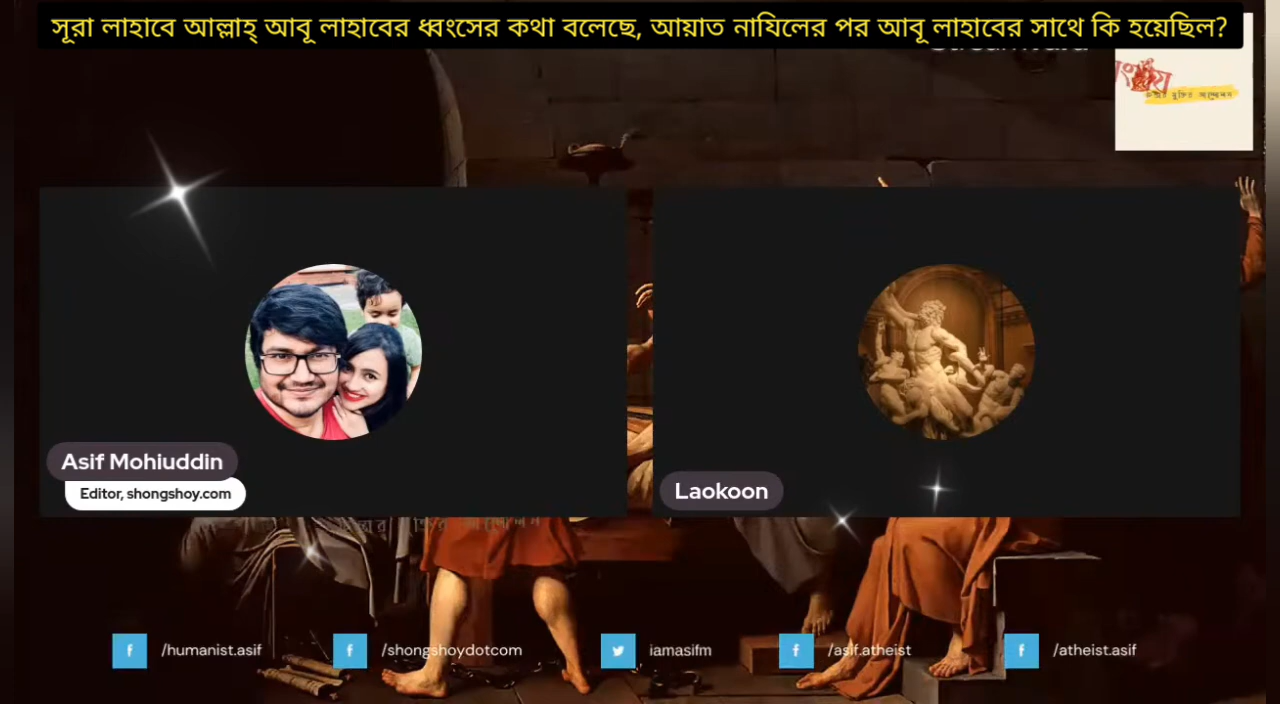 সূরা লাহাবে আল্লাহ্ আবূ লাহাবের ধ্বংসের কথা বলেছে, আয়াত নাযিলের পর আবূ লাহাবের সাথে কি হয়েছিল?
Asif Mohiuddin
Editor, shongshoy.com
Laokoon
/humanist.asif
/shongshoydotcom
iamasifm
/asif.atheist
/atheist.asif